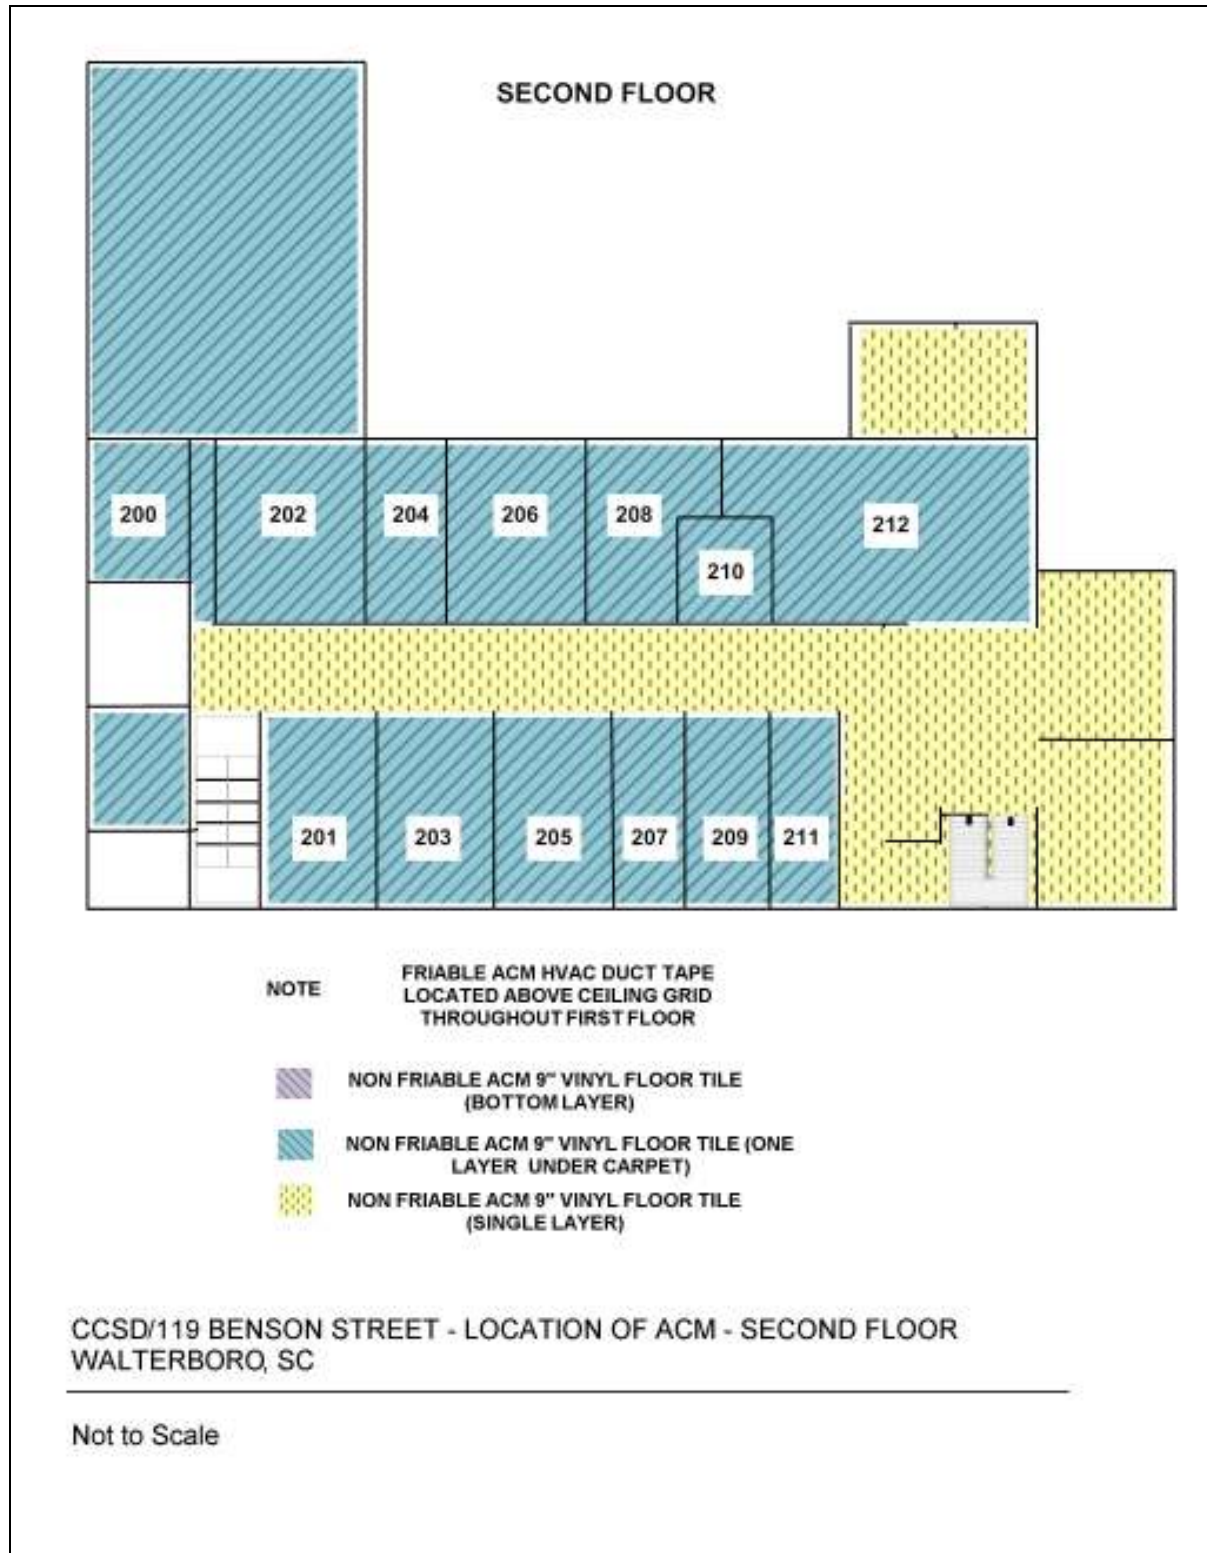 SECOND FLOOR
200
202
204
206
208
210
212
201
203
205
207
209
211
NOTE
FRIABLE ACM HVAC DUCT TAPE
LOCATED ABOVE CEILING GRID
THROUGHOUT FIRST FLOOR
NON FRIABLE ACM 9" VINYL FLOOR TILE
(BOTTOM LAYER)
NON FRIABLE ACM 9" VINYL FLOOR TILE (ONE
LAYER UNDER CARPET)
NON FRIABLE ACM 9" VINYL FLOOR TILE
(SINGLE LAYER)
CCSD/119 BENSON STREET - LOCATION OF ACM - SECOND FLOOR
WALTERBORO, SC
Not to Scale